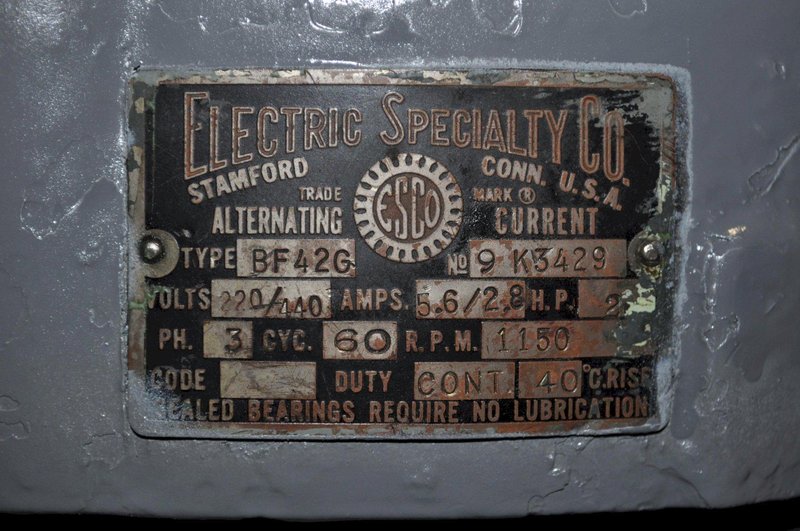 ELECTRIC SPECIALTY CO.
STAMFORD CONN. U.S.A.
TRADE ESCO MARK ®
ALTERNATING CURRENT
TYPE BF42G No 9 K3429
VOLTS 220/440 AMPS. 5.6/2.8 H.P. 2
PH. 3 CYC. 60 R.P.M. 1150
CODE DUTY CONT. 40°C.RISE
SEALED BEARINGS REQUIRE NO LUBRICATION